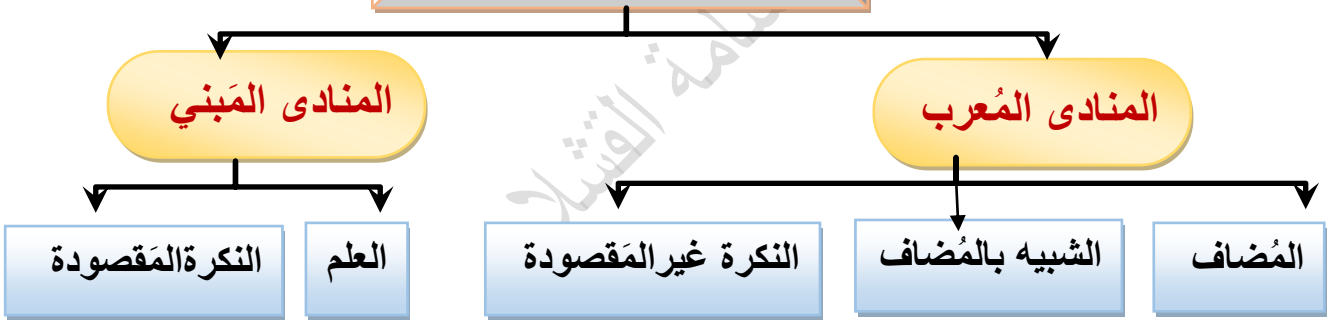 المنادى المُعرب
المنادى المَبني
المُضاف
الشبيه بالمُضاف
النكرة غيرالمَقصودة
العلم
النكرةالمَقصودة